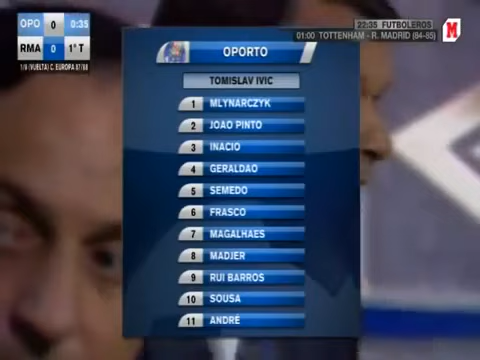 OPO 0 0:35
RMA 0 1º T
1/8 (VUELTA) C. EUROPA 87/88
22:35 FUTBOLEROS
01:00 TOTTENHAM - R. MADRID (84-85)
M
OPORTO
TOMISLAV IVIC
1 MLYNARCZYK
2 JOAO PINTO
3 INACIO
4 GERALDAO
5 SEMEDO
6 FRASCO
7 MAGALHAES
8 MADJER
9 RUI BARROS
10 SOUSA
11 ANDRÉ